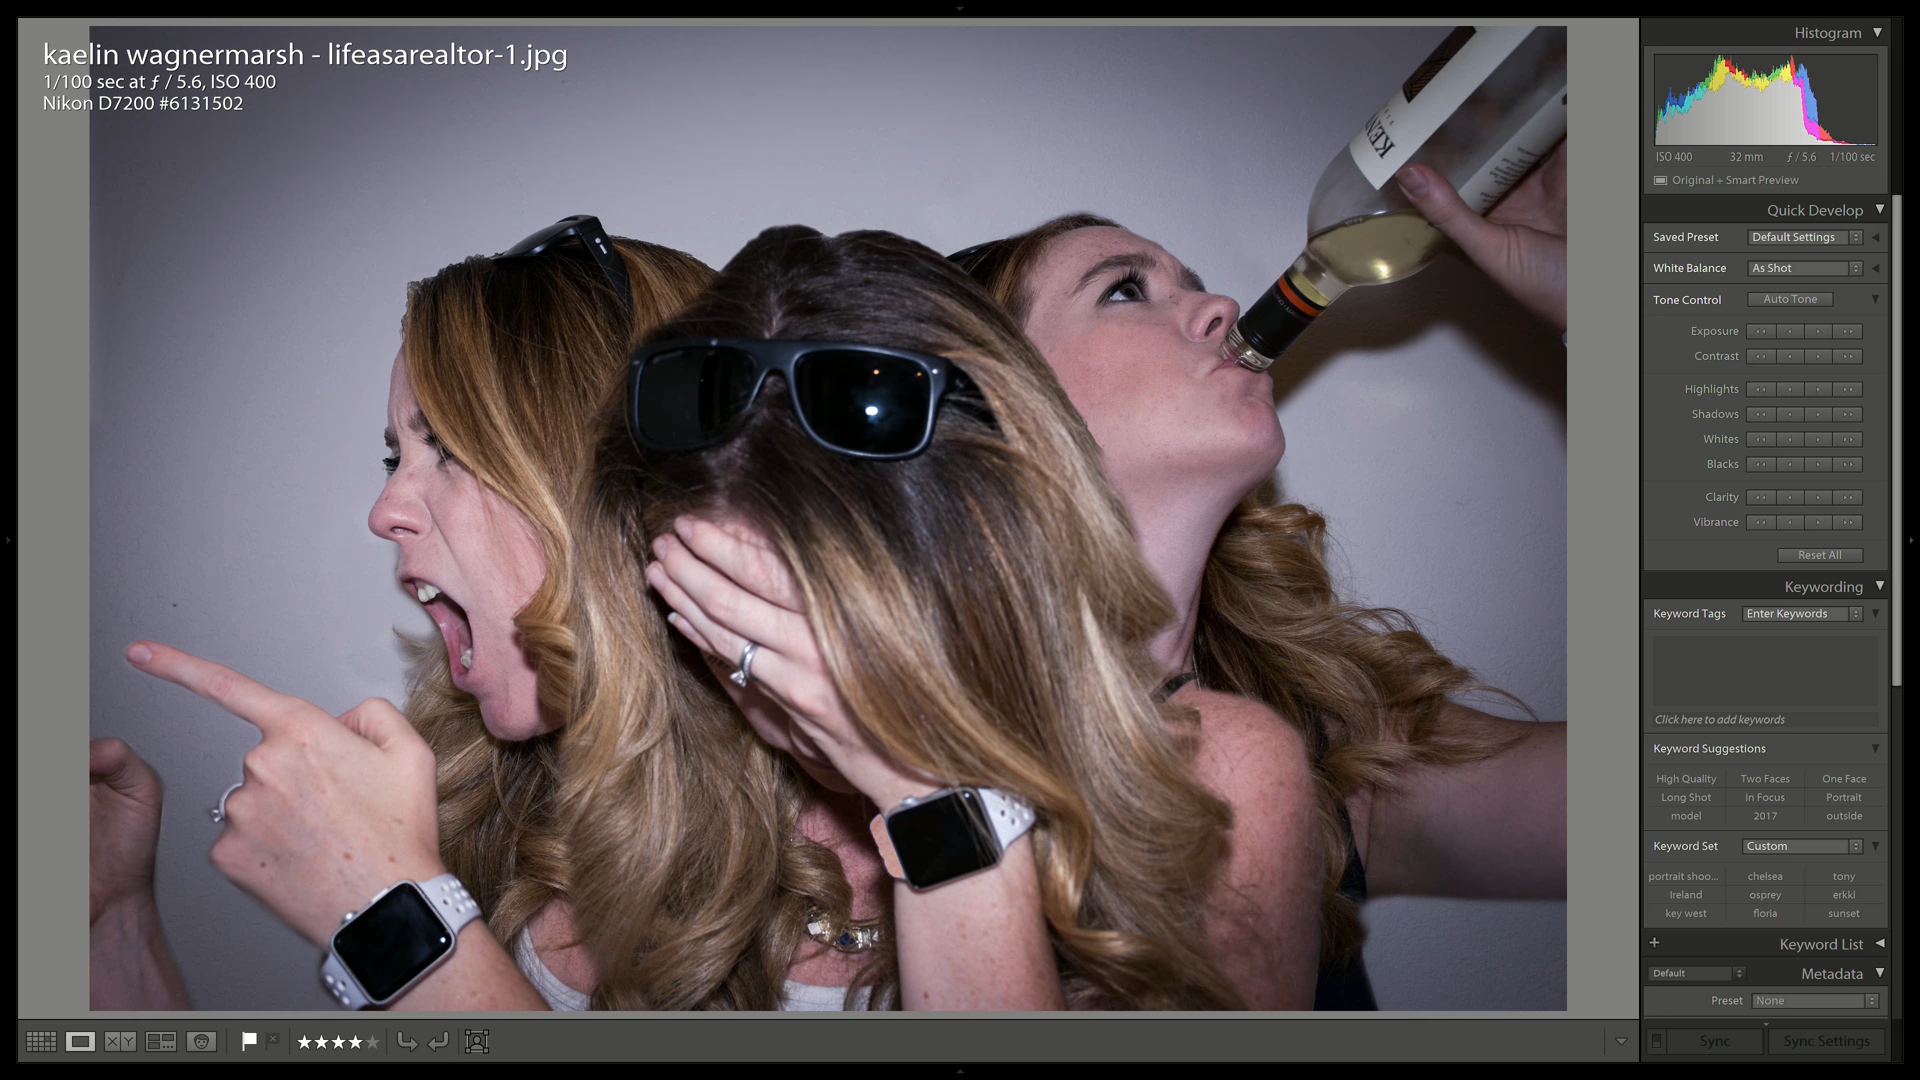 kaelin wagnermarsh - lifeasarealtor-1.jpg
1/100 sec at ƒ / 5.6, ISO 400
Nikon D7200 #6131502
Histogram
ISO 400 32 mm ƒ / 5.6 1/100 sec
Original + Smart Preview
Quick Develop
Saved Preset Default Settings
White Balance As Shot
Tone Control Auto Tone
Exposure
Contrast
Highlights
Shadows
Whites
Blacks
Clarity
Vibrance
Reset All
Keywording
Keyword Tags Enter Keywords
Click here to add keywords
Keyword Suggestions
High Quality Two Faces One Face
Long Shot In Focus Portrait
model 2017 outside
Keyword Set Custom
portrait shoo... chelsea tony
Ireland osprey erkki
key west floria sunset
Keyword List
Default Metadata
Preset None
X Y
Sync Sync Settings